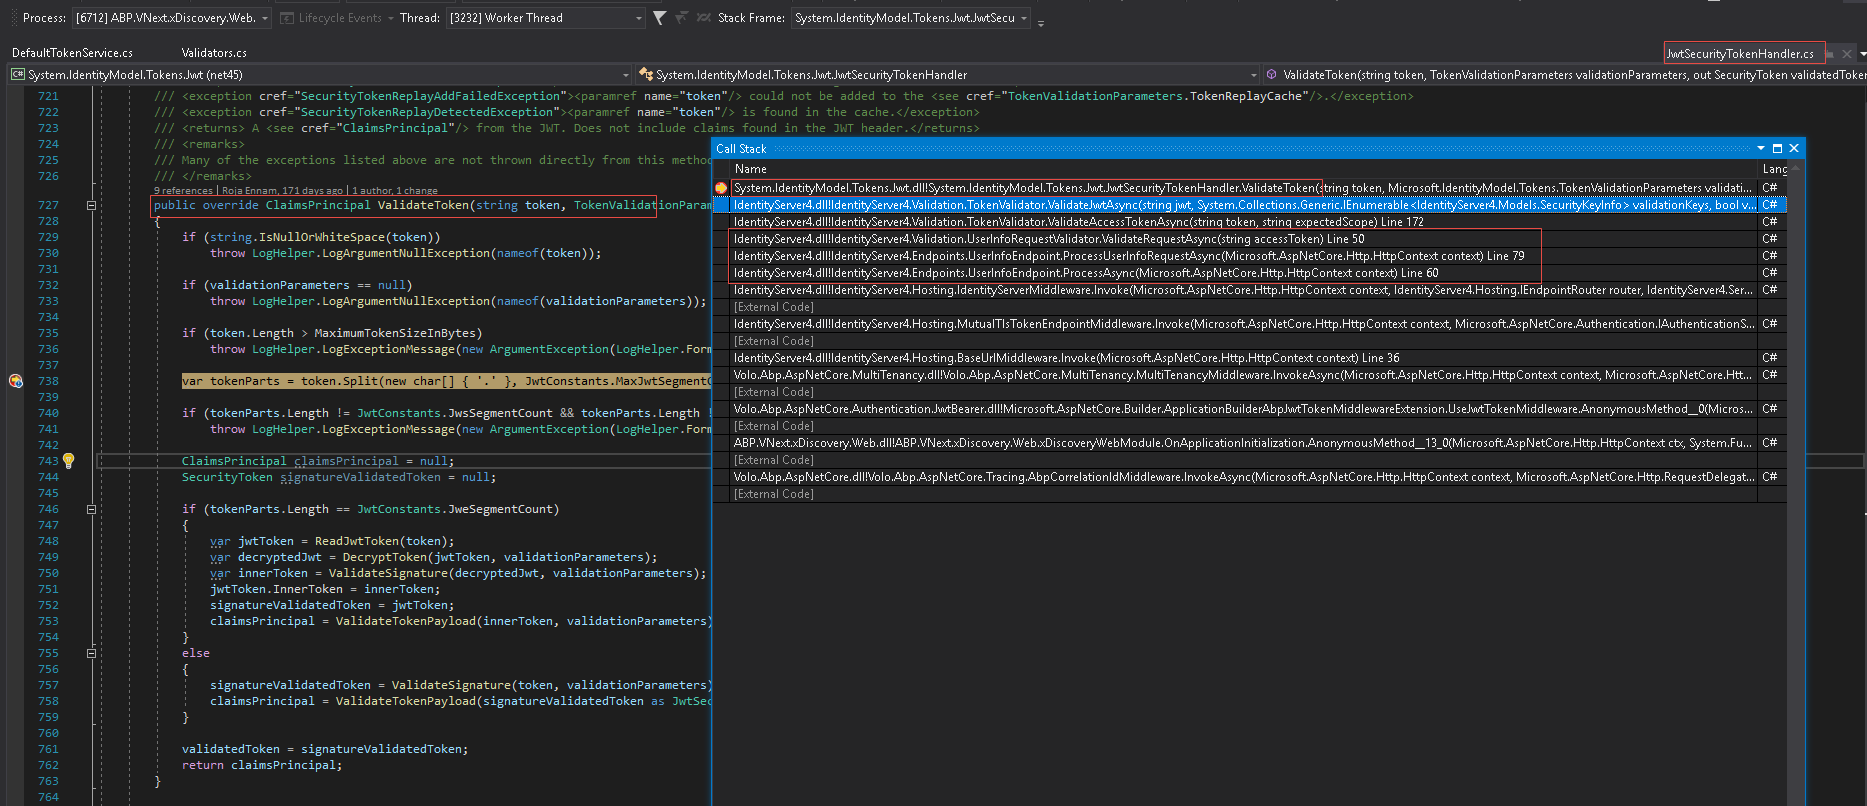 Process: [6712] ABP.VNext.xDiscovery.Web. Lifecycle Events Thread: [3232] Worker Thread Stack Frame: System.IdentityModel.Tokens.Jwt.JwtSecu
DefaultTokenService.cs Validators.cs JwtSecurityTokenHandler.cs
C# System.IdentityModel.Tokens.Jwt (net45) System.IdentityModel.Tokens.Jwt.JwtSecurityTokenHandler ValidateToken(string token, TokenValidationParameters validationParameters, out SecurityToken validatedToken
721 /// <exception cref="SecurityTokenReplayAddFailedException"><paramref name="token"/> could not be added to the <see cref="TokenValidationParameters.TokenReplayCache"/>.</exception>
722 /// <exception cref="SecurityTokenReplayDetectedException"><paramref name="token"/> is found in the cache.</exception>
723 /// <returns> A <see cref="ClaimsPrincipal"/> from the JWT. Does not include claims found in the JWT header.</returns>
724 /// <remarks>
725 /// Many of the exceptions listed above are not thrown directly from this metho
726 /// </remarks>
9 references | Roja Ennam, 171 days ago | 1 author, 1 change
727 public override ClaimsPrincipal ValidateToken(string token, TokenValidationParam
728 {
729 if (string.IsNullOrWhiteSpace(token))
730 throw LogHelper.LogArgumentNullException(nameof(token));
731
732 if (validationParameters == null)
733 throw LogHelper.LogArgumentNullException(nameof(validationParameters));
734
735 if (token.Length > MaximumTokenSizeInBytes)
736 throw LogHelper.LogExceptionMessage(new ArgumentException(LogHelper.Form
737
738 var tokenParts = token.Split(new char[] { '.' }, JwtConstants.MaxJwtSegmentC
739
740 if (tokenParts.Length != JwtConstants.JwsSegmentCount && tokenParts.Length !
741 throw LogHelper.LogExceptionMessage(new ArgumentException(LogHelper.Form
742
743 ClaimsPrincipal claimsPrincipal = null;
744 SecurityToken signatureValidatedToken = null;
745
746 if (tokenParts.Length == JwtConstants.JweSegmentCount)
747 {
748 var jwtToken = ReadJwtToken(token);
749 var decryptedJwt = DecryptToken(jwtToken, validationParameters);
750 var innerToken = ValidateSignature(decryptedJwt, validationParameters);
751 jwtToken.InnerToken = innerToken;
752 signatureValidatedToken = jwtToken;
753 claimsPrincipal = ValidateTokenPayload(innerToken, validationParameters)
754 }
755 else
756 {
757 signatureValidatedToken = ValidateSignature(token, validationParameters)
758 claimsPrincipal = ValidateTokenPayload(signatureValidatedToken as JwtSec
759 }
760
761 validatedToken = signatureValidatedToken;
762 return claimsPrincipal;
763 }
764
Call Stack
Name Lang
System.IdentityModel.Tokens.Jwt.dll!System.IdentityModel.Tokens.Jwt.JwtSecurityTokenHandler.ValidateToken(string token, Microsoft.IdentityModel.Tokens.TokenValidationParameters validati... C#
IdentityServer4.dll!IdentityServer4.Validation.TokenValidator.ValidateJwtAsync(string jwt, System.Collections.Generic.IEnumerable<IdentityServer4.Models.SecurityKeyInfo> validationKeys, bool v... C#
IdentityServer4.dll!IdentityServer4.Validation.TokenValidator.ValidateAccessTokenAsync(string token, string expectedScope) Line 172 C#
IdentityServer4.dll!IdentityServer4.Validation.UserInfoRequestValidator.ValidateRequestAsync(string accessToken) Line 50 C#
IdentityServer4.dll!IdentityServer4.Endpoints.UserInfoEndpoint.ProcessUserInfoRequestAsync(Microsoft.AspNetCore.Http.HttpContext context) Line 79 C#
IdentityServer4.dll!IdentityServer4.Endpoints.UserInfoEndpoint.ProcessAsync(Microsoft.AspNetCore.Http.HttpContext context) Line 60 C#
IdentityServer4.dll!IdentityServer4.Hosting.IdentityServerMiddleware.Invoke(Microsoft.AspNetCore.Http.HttpContext context, IdentityServer4.Hosting.IEndpointRouter router, IdentityServer4.Ser... C#
[External Code]
IdentityServer4.dll!IdentityServer4.Hosting.MutualTlsTokenEndpointMiddleware.Invoke(Microsoft.AspNetCore.Http.HttpContext context, Microsoft.AspNetCore.Authentication.IAuthenticationS... C#
[External Code]
IdentityServer4.dll!IdentityServer4.Hosting.BaseUrlMiddleware.Invoke(Microsoft.AspNetCore.Http.HttpContext context) Line 36 C#
Volo.Abp.AspNetCore.MultiTenancy.dll!Volo.Abp.AspNetCore.MultiTenancy.MultiTenancyMiddleware.InvokeAsync(Microsoft.AspNetCore.Http.HttpContext context, Microsoft.AspNetCore.Htt... C#
[External Code]
Volo.Abp.AspNetCore.Authentication.JwtBearer.dll!Microsoft.AspNetCore.Builder.ApplicationBuilderAbpJwtTokenMiddlewareExtension.UseJwtTokenMiddleware.AnonymousMethod__0(Micros... C#
[External Code]
ABP.VNext.xDiscovery.Web.dll!ABP.VNext.xDiscovery.Web.xDiscoveryWebModule.OnApplicationInitialization.AnonymousMethod__13_0(Microsoft.AspNetCore.Http.HttpContext ctx, System.Fu... C#
[External Code]
Volo.Abp.AspNetCore.dll!Volo.Abp.AspNetCore.Tracing.AbpCorrelationIdMiddleware.InvokeAsync(Microsoft.AspNetCore.Http.HttpContext context, Microsoft.AspNetCore.Http.RequestDelegat... C#
[External Code]